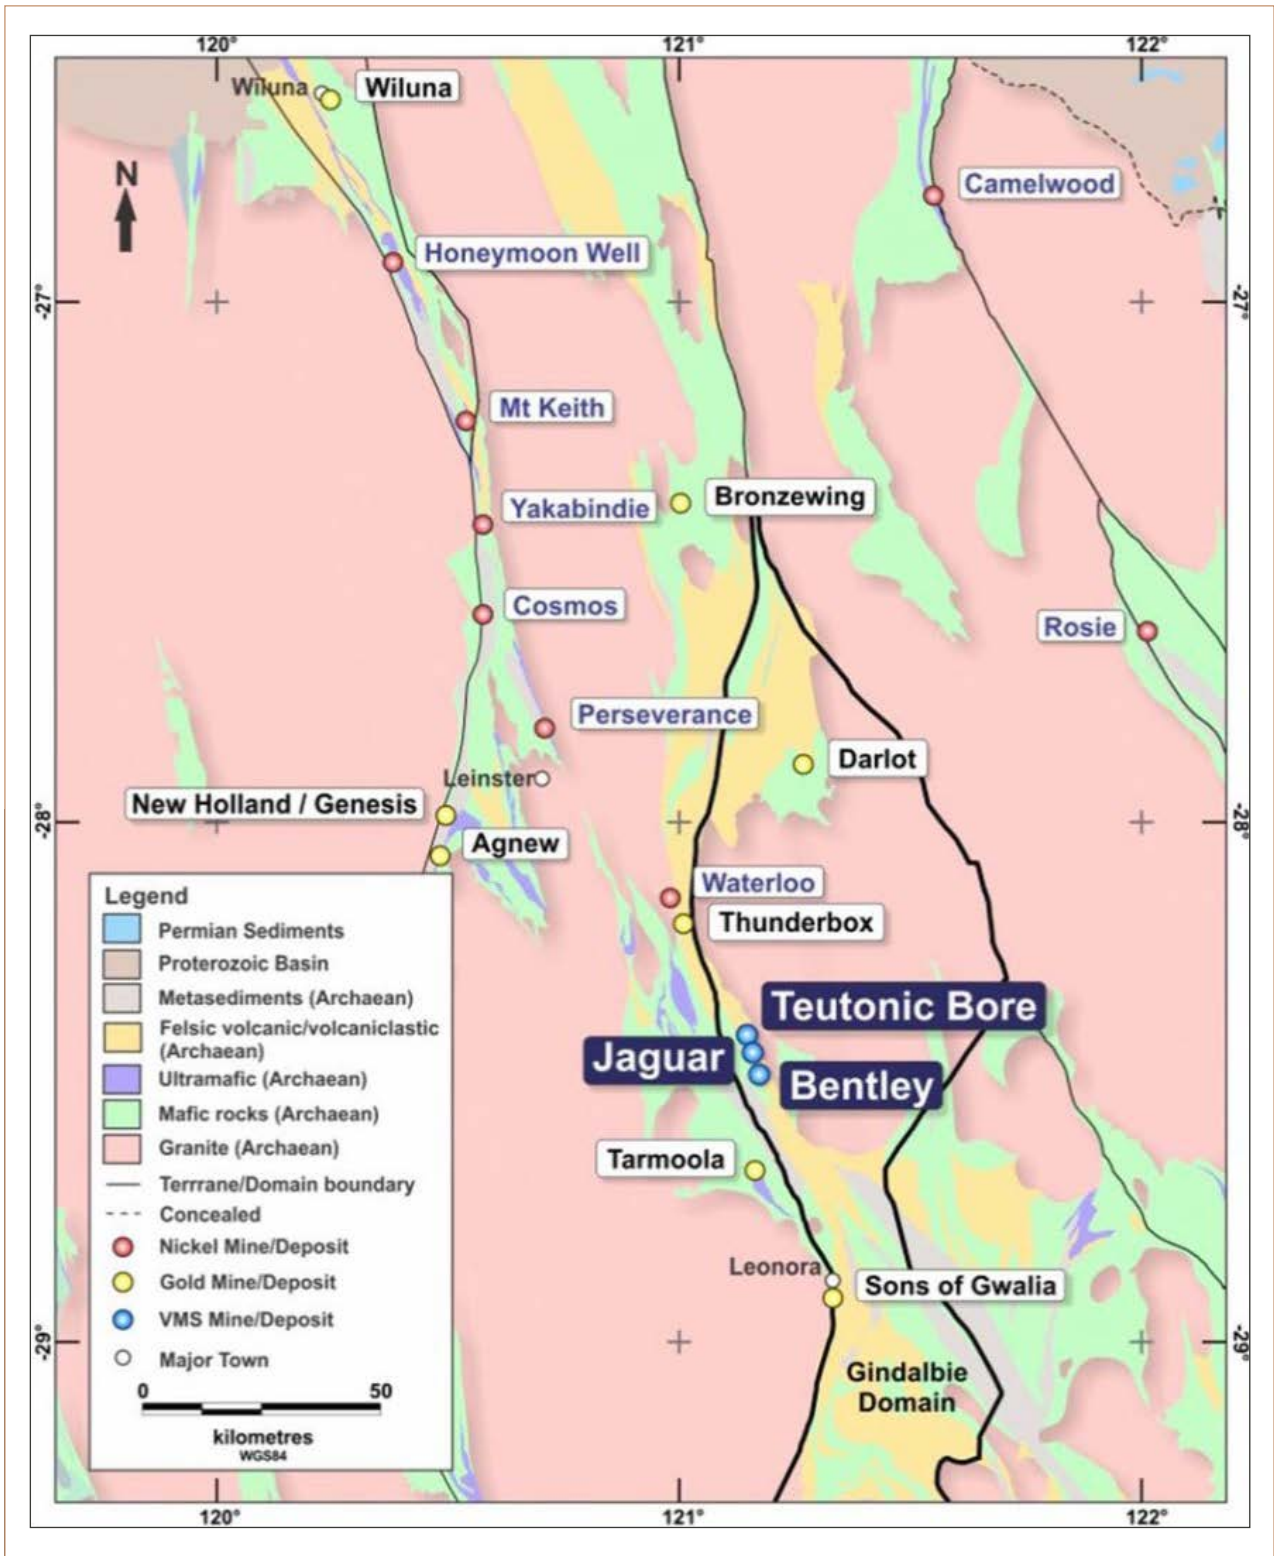 120°
121°
122°
Wiluna
Wiluna
N
Camelwood
Honeymoon Well
-27°
-27°
Mt Keith
Yakabindie
Bronzewing
Cosmos
Rosie
Perseverance
Darlot
Leinster
New Holland / Genesis
-28°
-28°
Agnew
Waterloo
Thunderbox
Teutonic Bore
Jaguar
Bentley
Tarmoola
Leonora
Sons of Gwalia
-29°
-29°
Gindalbie
Domain
Legend
Permian Sediments
Proterozoic Basin
Metasediments (Archaean)
Felsic volcanic/volcaniclastic
(Archaean)
Ultramafic (Archaean)
Mafic rocks (Archaean)
Granite (Archaean)
Terrrane/Domain boundary
Concealed
Nickel Mine/Deposit
Gold Mine/Deposit
VMS Mine/Deposit
Major Town
0 50
kilometres
WGS84
120°
121°
122°